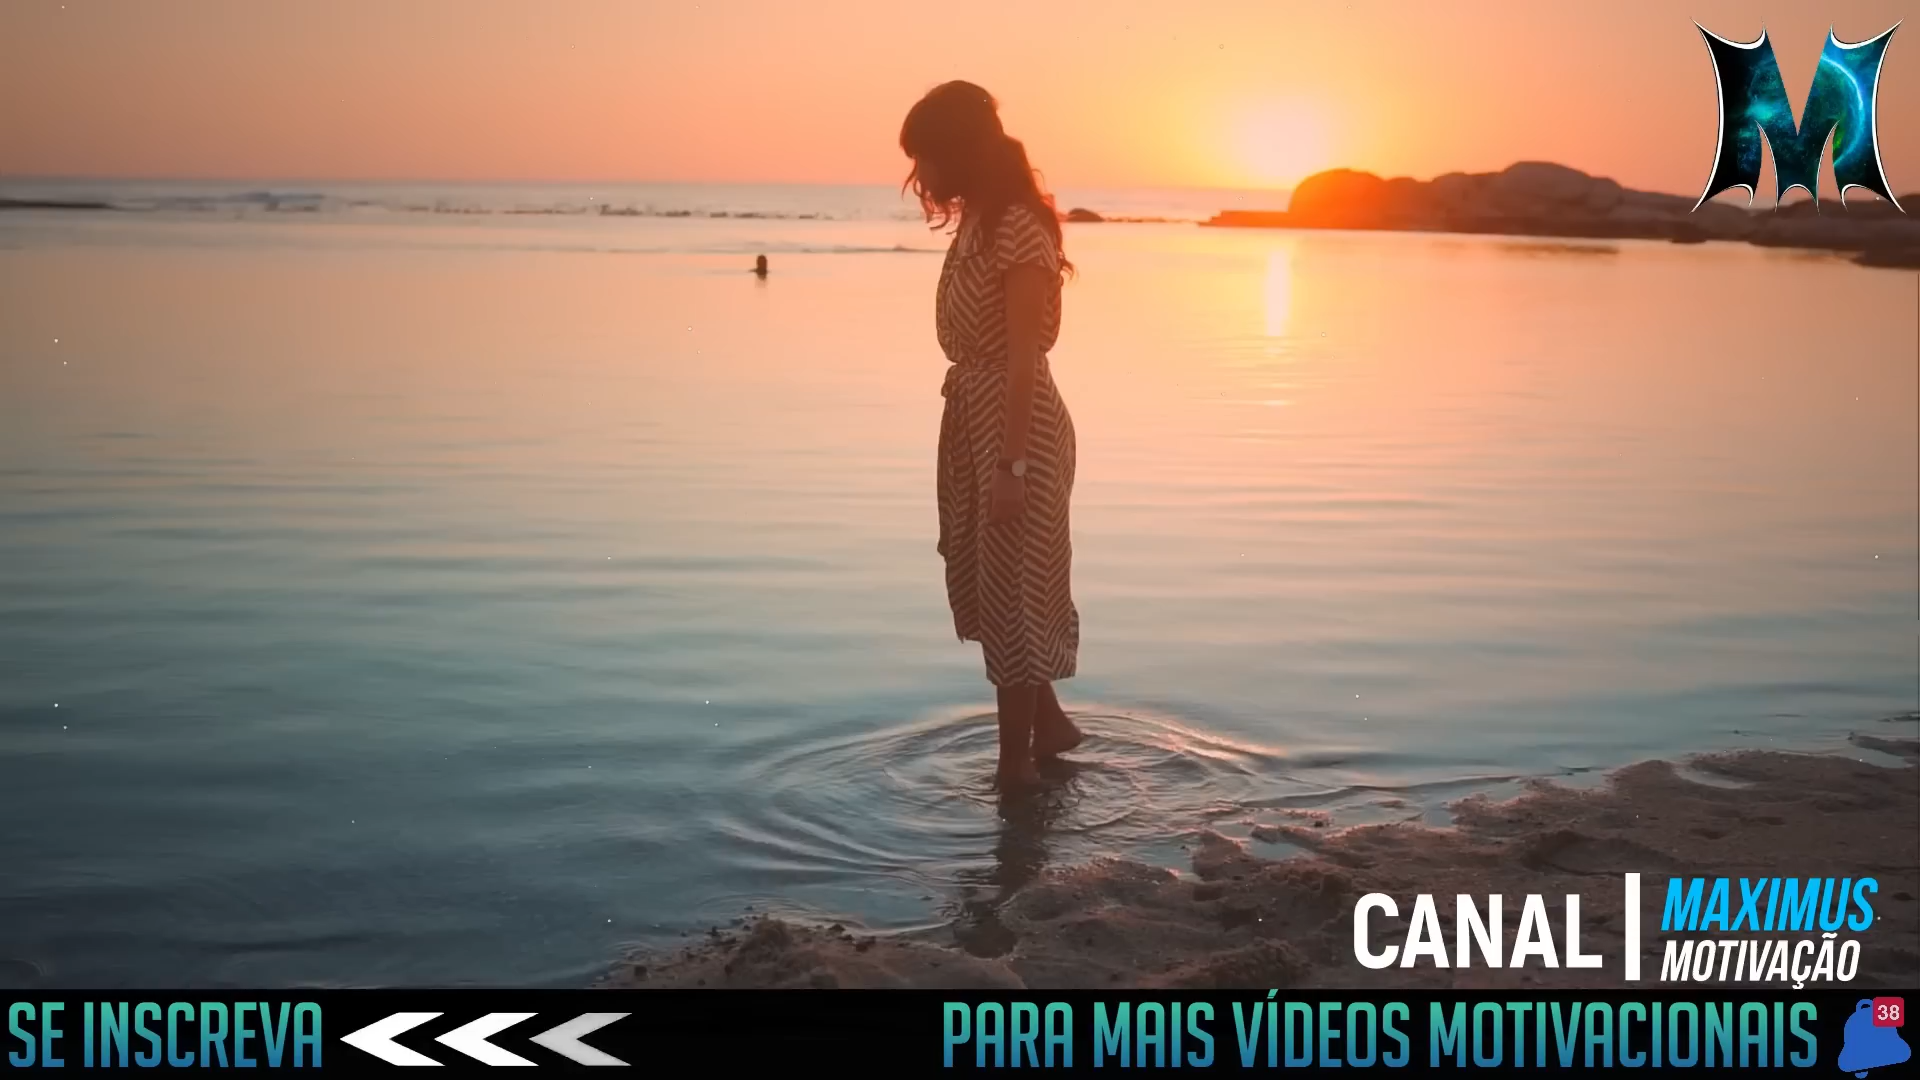 M
CANAL
MAXIMUS
MOTIVAÇÃO
SE INSCREVA
PARA MAIS VÍDEOS MOTIVACIONAIS
38